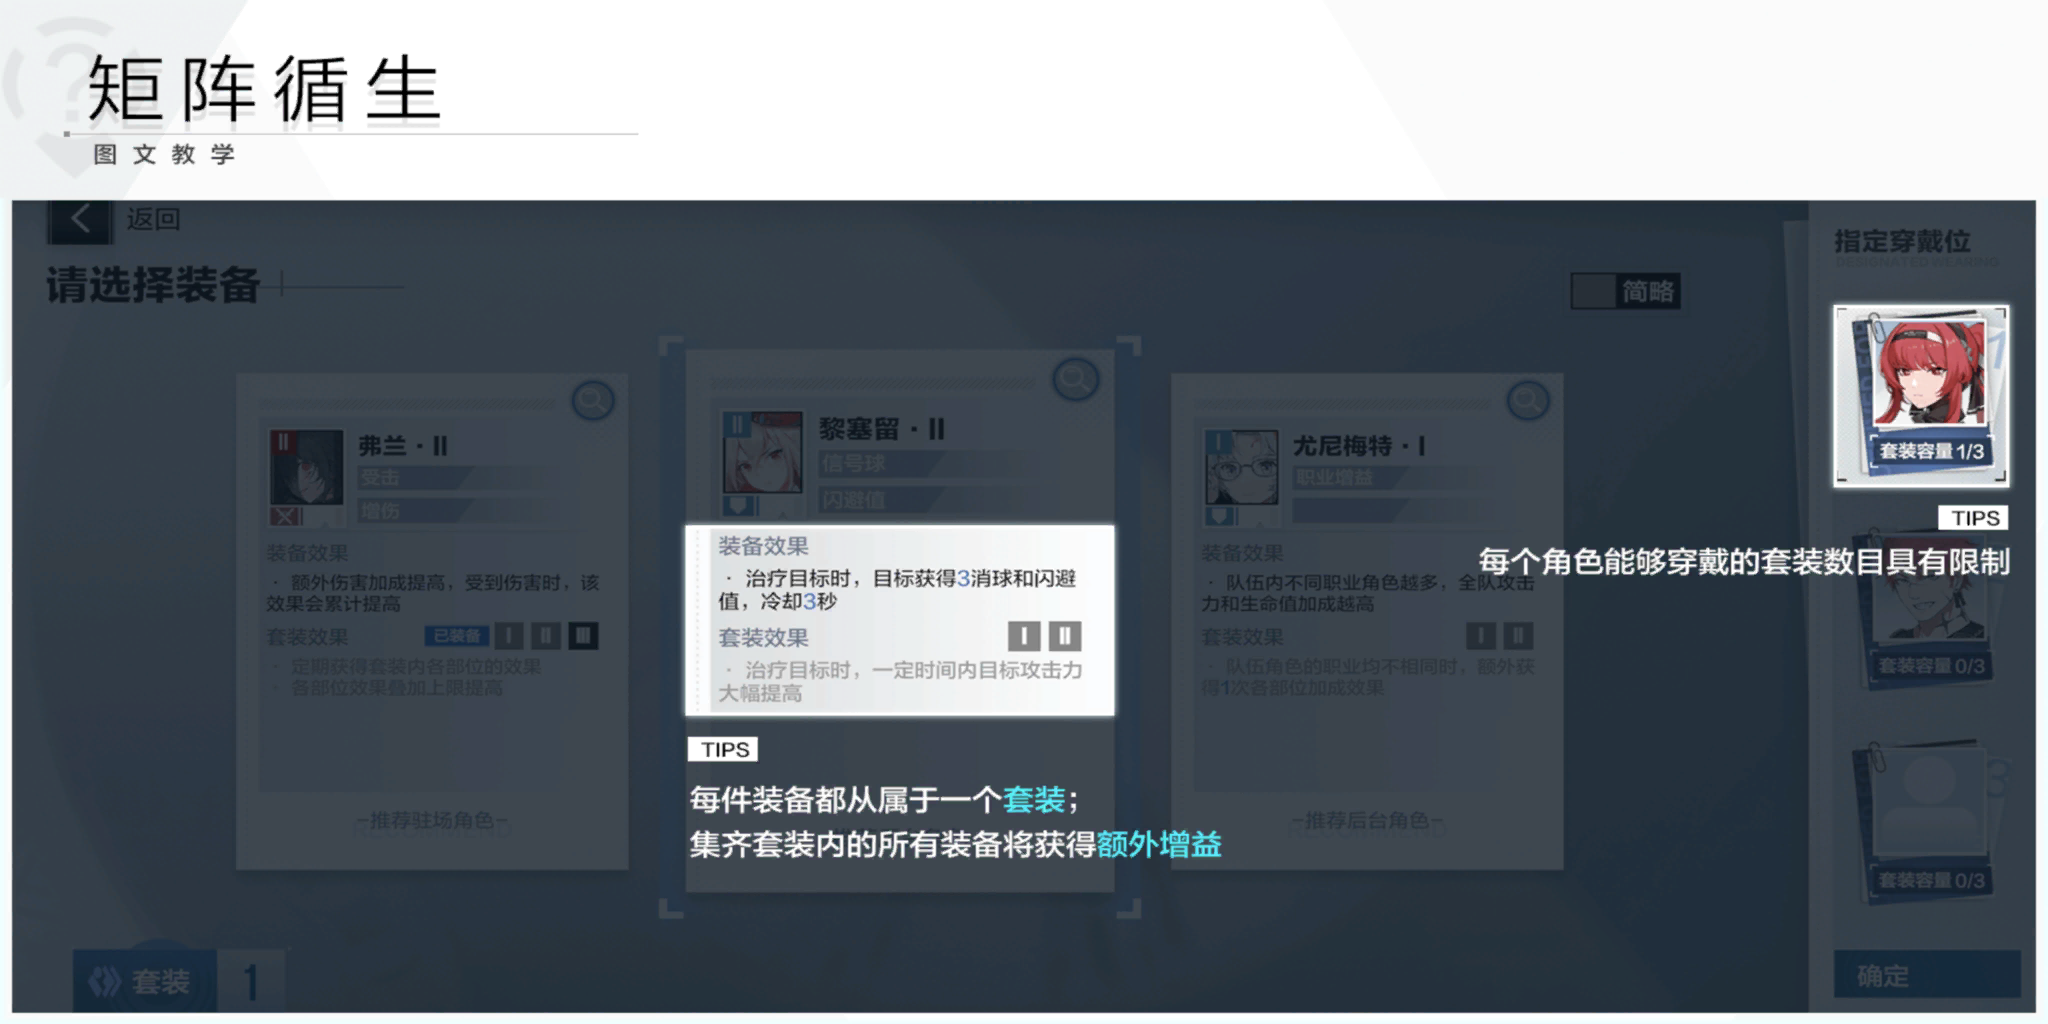 矩阵循生
图文教学
返回
请选择装备
简略
指定穿戴位
DESIGNATED WEARING
II
弗兰·II
受击
增伤
装备效果
· 额外伤害加成提高，受到伤害时，该
效果会累计提高
套装效果 已装备 I II III
· 定期获得套装内各部位的效果
· 各部位效果叠加上限提高
–推荐驻场角色–
II
黎塞留·II
信号球
闪避值
装备效果
· 治疗目标时，目标获得3消球和闪避
值，冷却3秒
套装效果 I II
· 治疗目标时，一定时间内目标攻击力
大幅提高
TIPS
每件装备都从属于一个套装；
集齐套装内的所有装备将获得额外增益
I
尤尼梅特·I
职业增益
装备效果
· 队伍内不同职业角色越多，全队攻击
力和生命值加成越高
套装效果 I II
· 队伍角色的职业均不相同时，额外获
得1次各部位加成效果
–推荐后台角色–
1
套装容量 1/3
TIPS
每个角色能够穿戴的套装数目具有限制
套装容量 0/3
3
套装容量 0/3
套装 1
确定